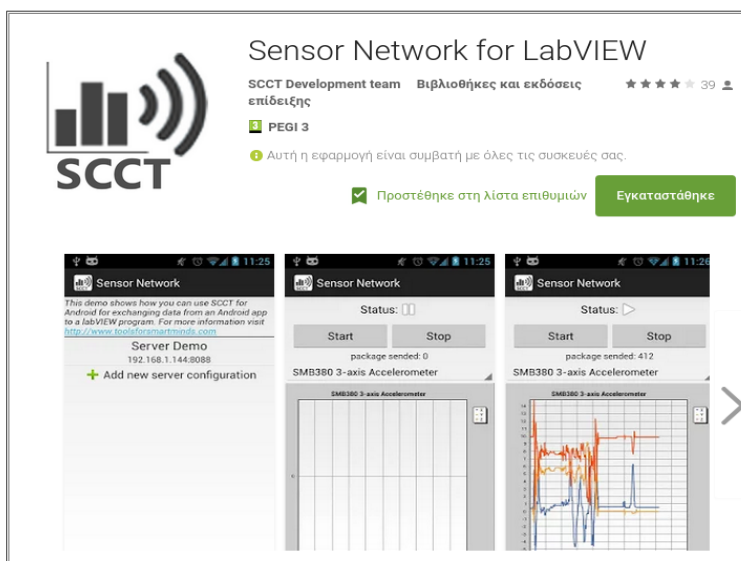 Sensor Network for LabVIEW
SCCT Development team Βιβλιοθήκες και εκδόσεις
επίδειξης
39
3 PEGI 3
Αυτή η εφαρμογή είναι συμβατή με όλες τις συσκευές σας.
Προστέθηκε στη λίστα επιθυμιών
Εγκαταστάθηκε
SCCT
11:25
Sensor Network
This demo shows how you can use SCCT for
Android for exchanging data from an Android app
to a labVIEW program. For more information visit
http://www.toolsforsmartminds.com
Server Demo
192.168.1.144:8088
Add new server configuration
11:25
Sensor Network
Status:
Start Stop
package sended: 0
SMB380 3-axis Accelerometer
SMB380 3-axis Accelerometer
0
11:26
Sensor Network
Status:
Start Stop
package sended: 412
SMB380 3-axis Accelerometer
SMB380 3-axis Accelerometer